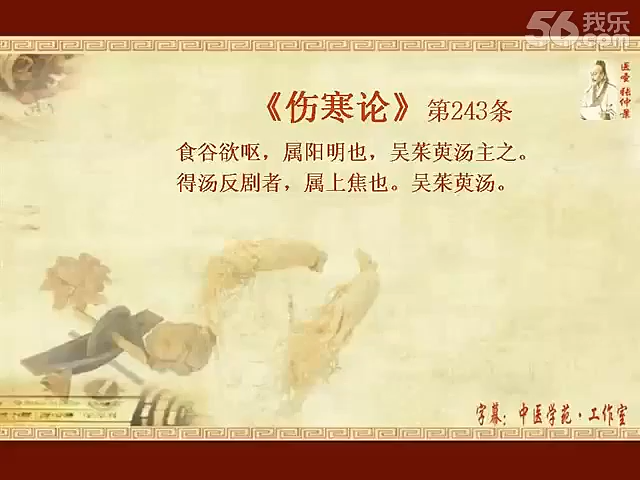 56我乐
.com
医圣张仲景
《伤寒论》第243条
食谷欲呕，属阳明也，吴茱萸汤主之。
得汤反剧者，属上焦也。吴茱萸汤。
字幕：中医学苑·工作室